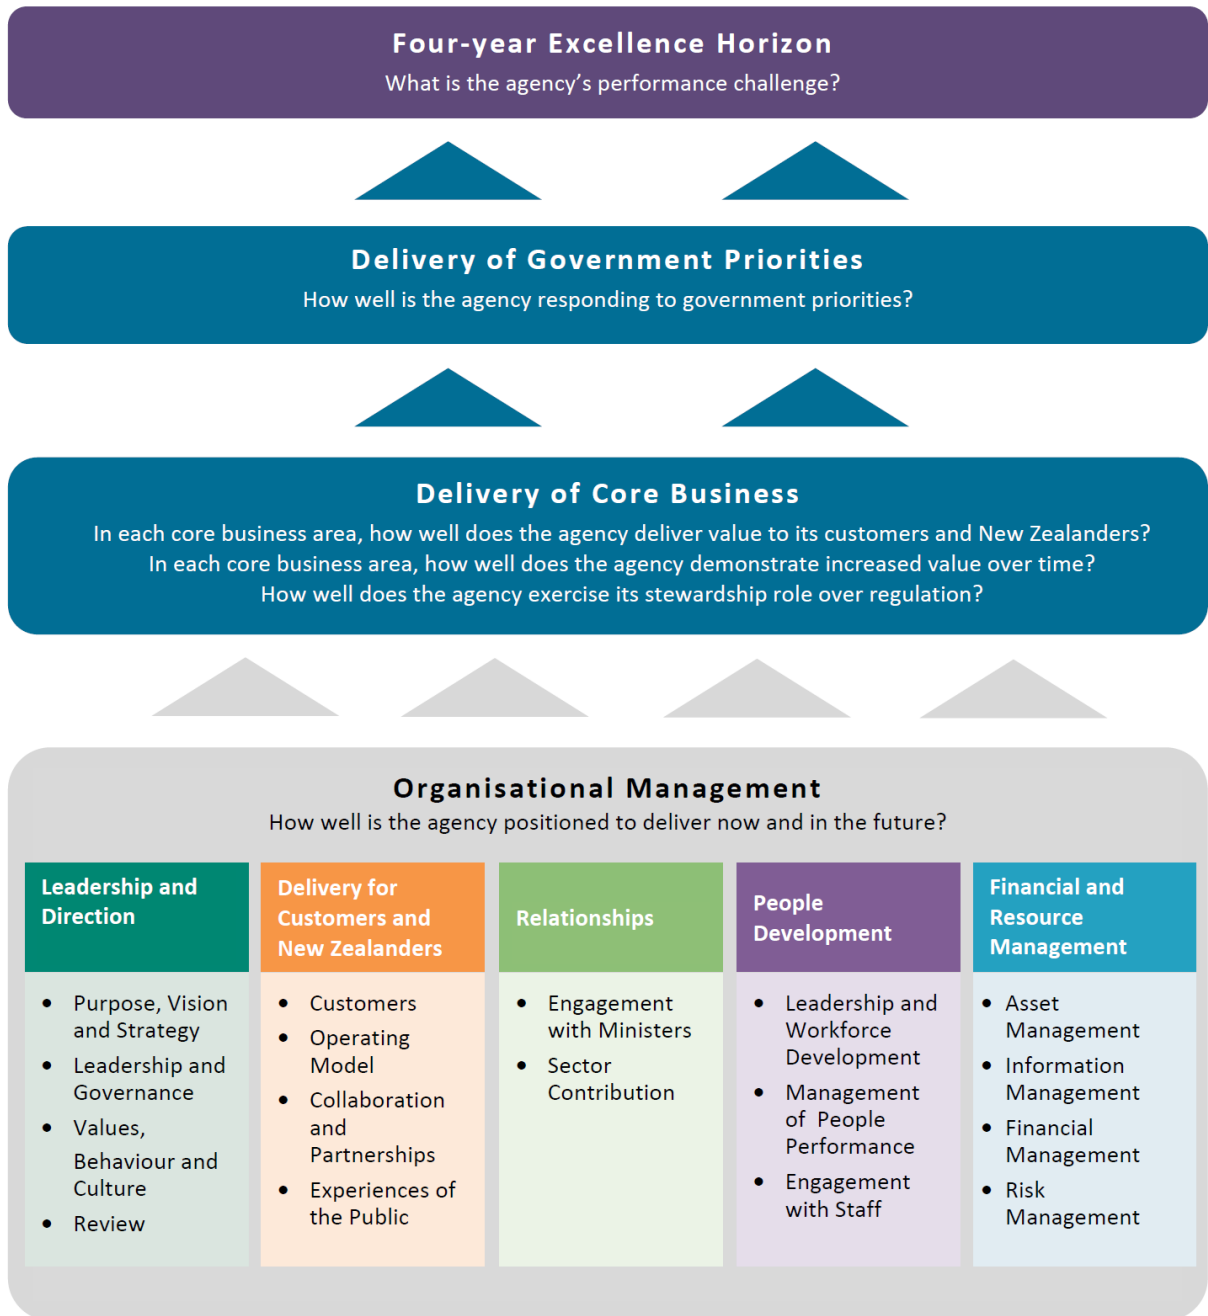 Four-year Excellence Horizon
What is the agency’s performance challenge?
Delivery of Government Priorities
How well is the agency responding to government priorities?
Delivery of Core Business
In each core business area, how well does the agency deliver value to its customers and New Zealanders?
In each core business area, how well does the agency demonstrate increased value over time?
How well does the agency exercise its stewardship role over regulation?
Organisational Management
How well is the agency positioned to deliver now and in the future?
Leadership and
Direction
• Purpose, Vision
and Strategy
• Leadership and
Governance
• Values,
Behaviour and
Culture
• Review
Delivery for
Customers and
New Zealanders
• Customers
• Operating
Model
• Collaboration
and
Partnerships
• Experiences of
the Public
Relationships
• Engagement
with Ministers
• Sector
Contribution
People
Development
• Leadership and
Workforce
Development
• Management
of People
Performance
• Engagement
with Staff
Financial and
Resource
Management
• Asset
Management
• Information
Management
• Financial
Management
• Risk
Management